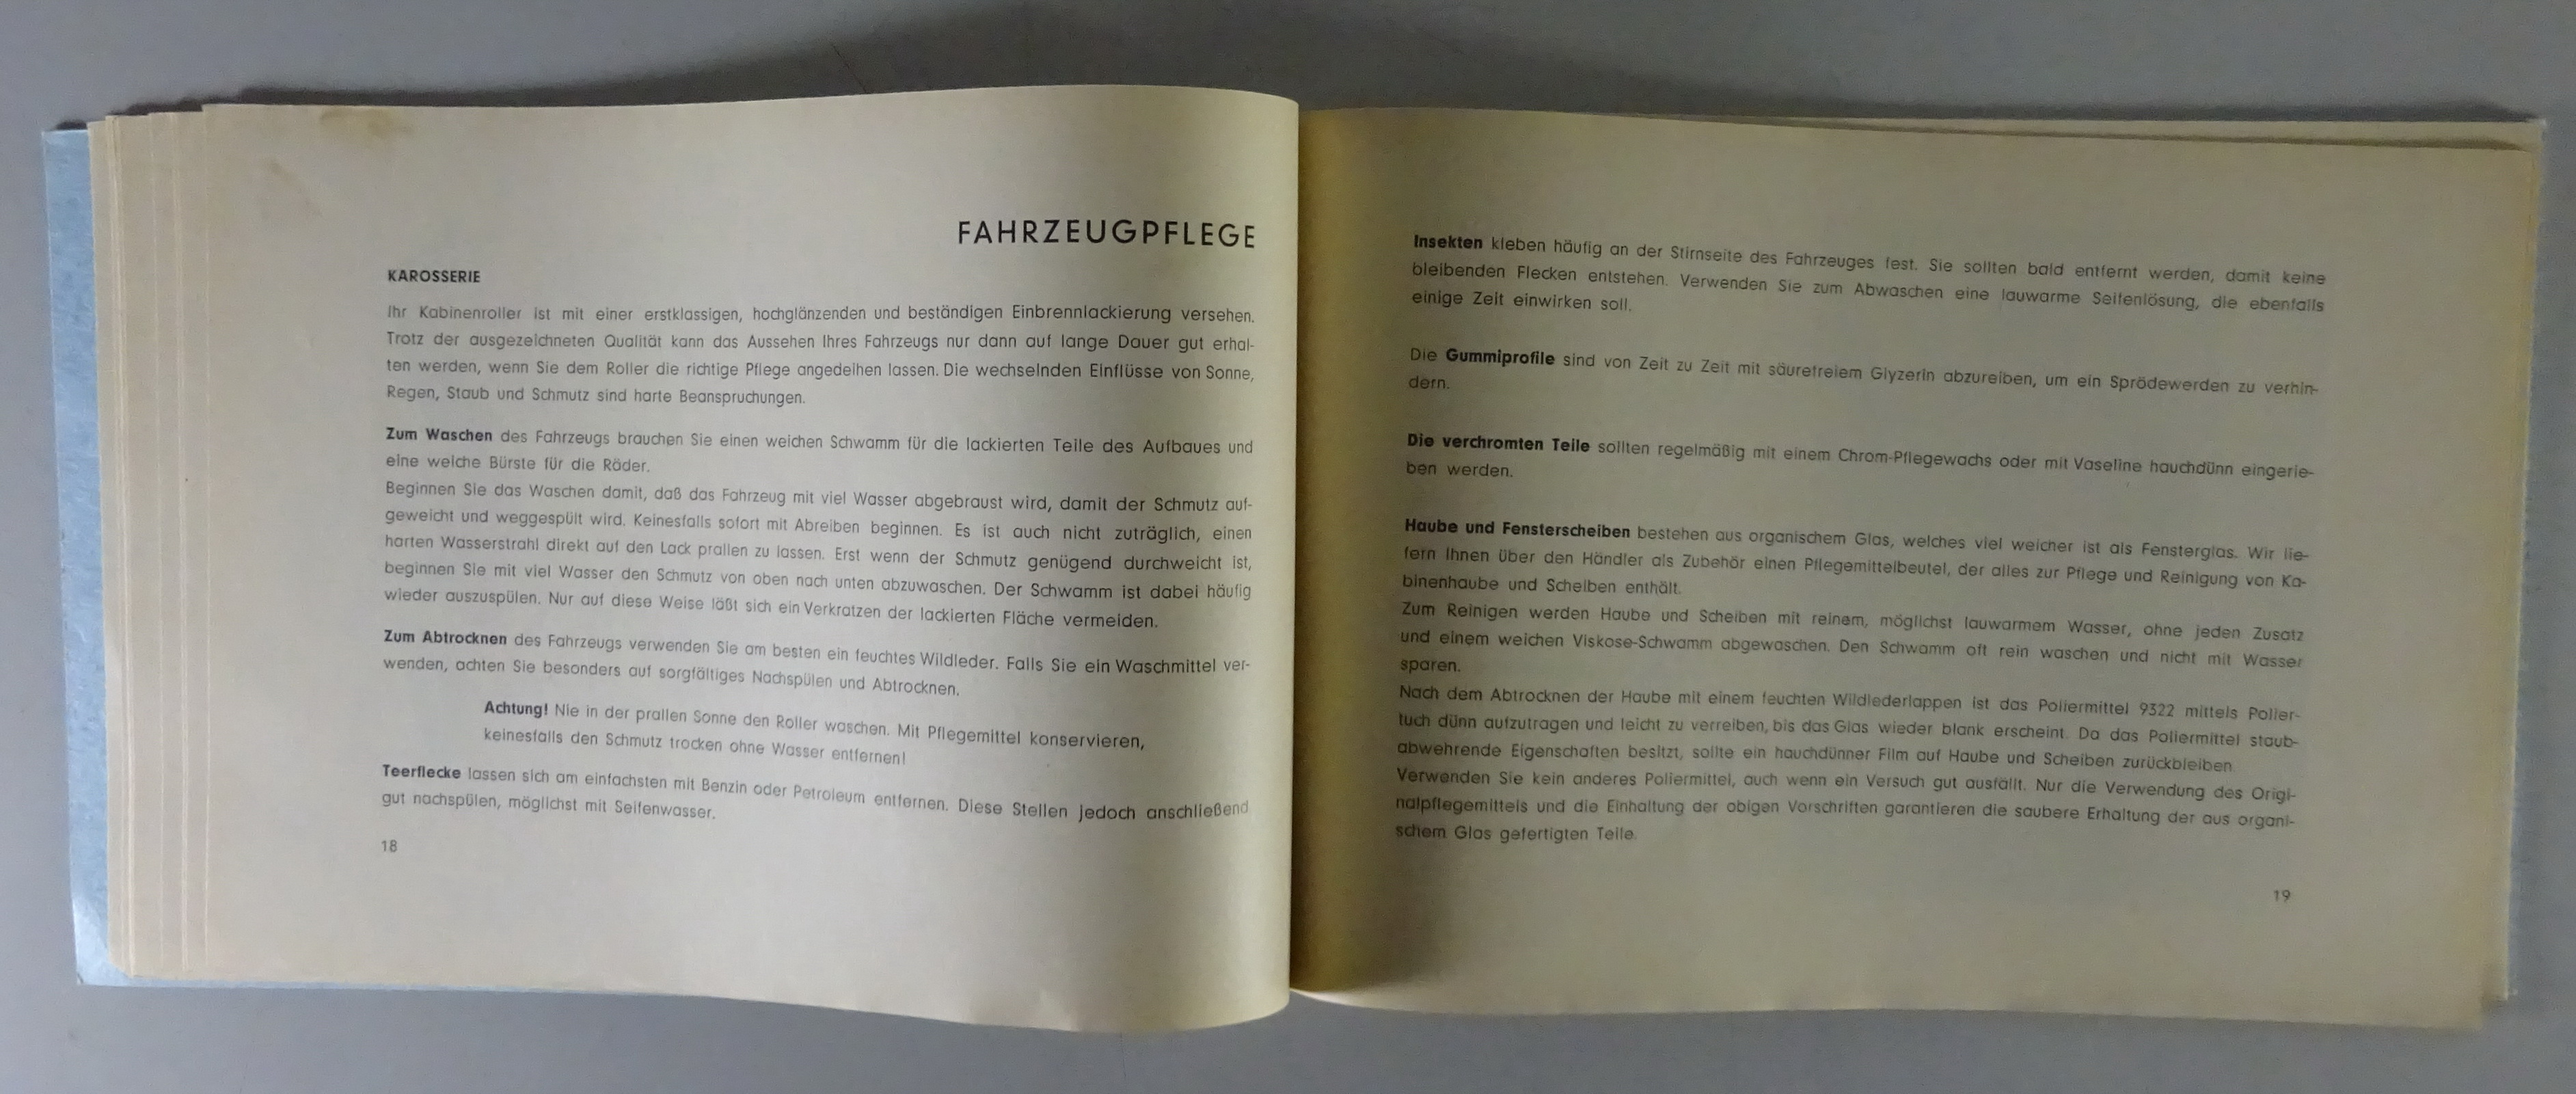 FAHRZEUGPFLEGE
KAROSSERIE
Ihr Kabinenroller ist mit einer erstklassigen, hochglänzenden und beständigen Einbrennlackierung versehen.
Trotz der ausgezeichneten Qualität kann das Aussehen Ihres Fahrzeugs nur dann auf lange Dauer gut erhal-
ten werden, wenn Sie dem Roller die richtige Pflege angedeihen lassen. Die wechselnden Einflüsse von Sonne,
Regen, Staub und Schmutz sind harte Beanspruchungen.
Zum Waschen des Fahrzeugs brauchen Sie einen weichen Schwamm für die lackierten Teile des Aufbaues und
eine weiche Bürste für die Räder.
Beginnen Sie das Waschen damit, daß das Fahrzeug mit viel Wasser abgebraust wird, damit der Schmutz auf-
geweicht und weggespült wird. Keinesfalls sofort mit Abreiben beginnen. Es ist auch nicht zuträglich, einen
harten Wasserstrahl direkt auf den Lack prallen zu lassen. Erst wenn der Schmutz genügend durchweicht ist,
beginnen Sie mit viel Wasser den Schmutz von oben nach unten abzuwaschen. Der Schwamm ist dabei häufig
wieder auszuspülen. Nur auf diese Weise läßt sich ein Verkratzen der lackierten Fläche vermeiden.
Zum Abtrocknen des Fahrzeugs verwenden Sie am besten ein feuchtes Wildleder. Falls Sie ein Waschmittel ver-
wenden, achten Sie besonders auf sorgfältiges Nachspülen und Abtrocknen.
Achtung! Nie in der prallen Sonne den Roller waschen. Mit Pflegemittel konservieren,
keinesfalls den Schmutz trocken ohne Wasser entfernen!
Teerflecke lassen sich am einfachsten mit Benzin oder Petroleum entfernen. Diese Stellen jedoch anschließend
gut nachspülen, möglichst mit Seifenwasser.
18
Insekten kleben häufig an der Stirnseite des Fahrzeuges fest. Sie sollten bald entfernt werden, damit keine
bleibenden Flecken entstehen. Verwenden Sie zum Abwaschen eine lauwarme Seifenlösung, die ebenfalls
einige Zeit einwirken soll.
Die Gummiprofile sind von Zeit zu Zeit mit säurefreiem Glyzerin abzureiben, um ein Sprödewerden zu verhin-
dern.
Die verchromten Teile sollten regelmäßig mit einem Chrom-Pflegewachs oder mit Vaseline hauchdünn eingerie-
ben werden.
Haube und Fensterscheiben bestehen aus organischem Glas, welches viel weicher ist als Fensterglas. Wir lie-
fern Ihnen über den Händler als Zubehör einen Pflegemittelbeutel, der alles zur Pflege und Reinigung von Ka-
binenhaube und Scheiben enthält.
Zum Reinigen werden Haube und Scheiben mit reinem, möglichst lauwarmem Wasser, ohne jeden Zusatz
und einem weichen Viskose-Schwamm abgewaschen. Den Schwamm oft rein waschen und nicht mit Wasser
sparen.
Nach dem Abtrocknen der Haube mit einem feuchten Wildlederlappen ist das Poliermittel 9322 mittels Polier-
tuch dünn aufzutragen und leicht zu verreiben, bis das Glas wieder blank erscheint. Da das Poliermittel staub-
abwehrende Eigenschaften besitzt, sollte ein hauchdünner Film auf Haube und Scheiben zurückbleiben.
Verwenden Sie kein anderes Poliermittel, auch wenn ein Versuch gut ausfällt. Nur die Verwendung des Origi-
nalpflegemittels und die Einhaltung der obigen Vorschriften garantieren die saubere Erhaltung der aus organi-
schem Glas gefertigten Teile.
19